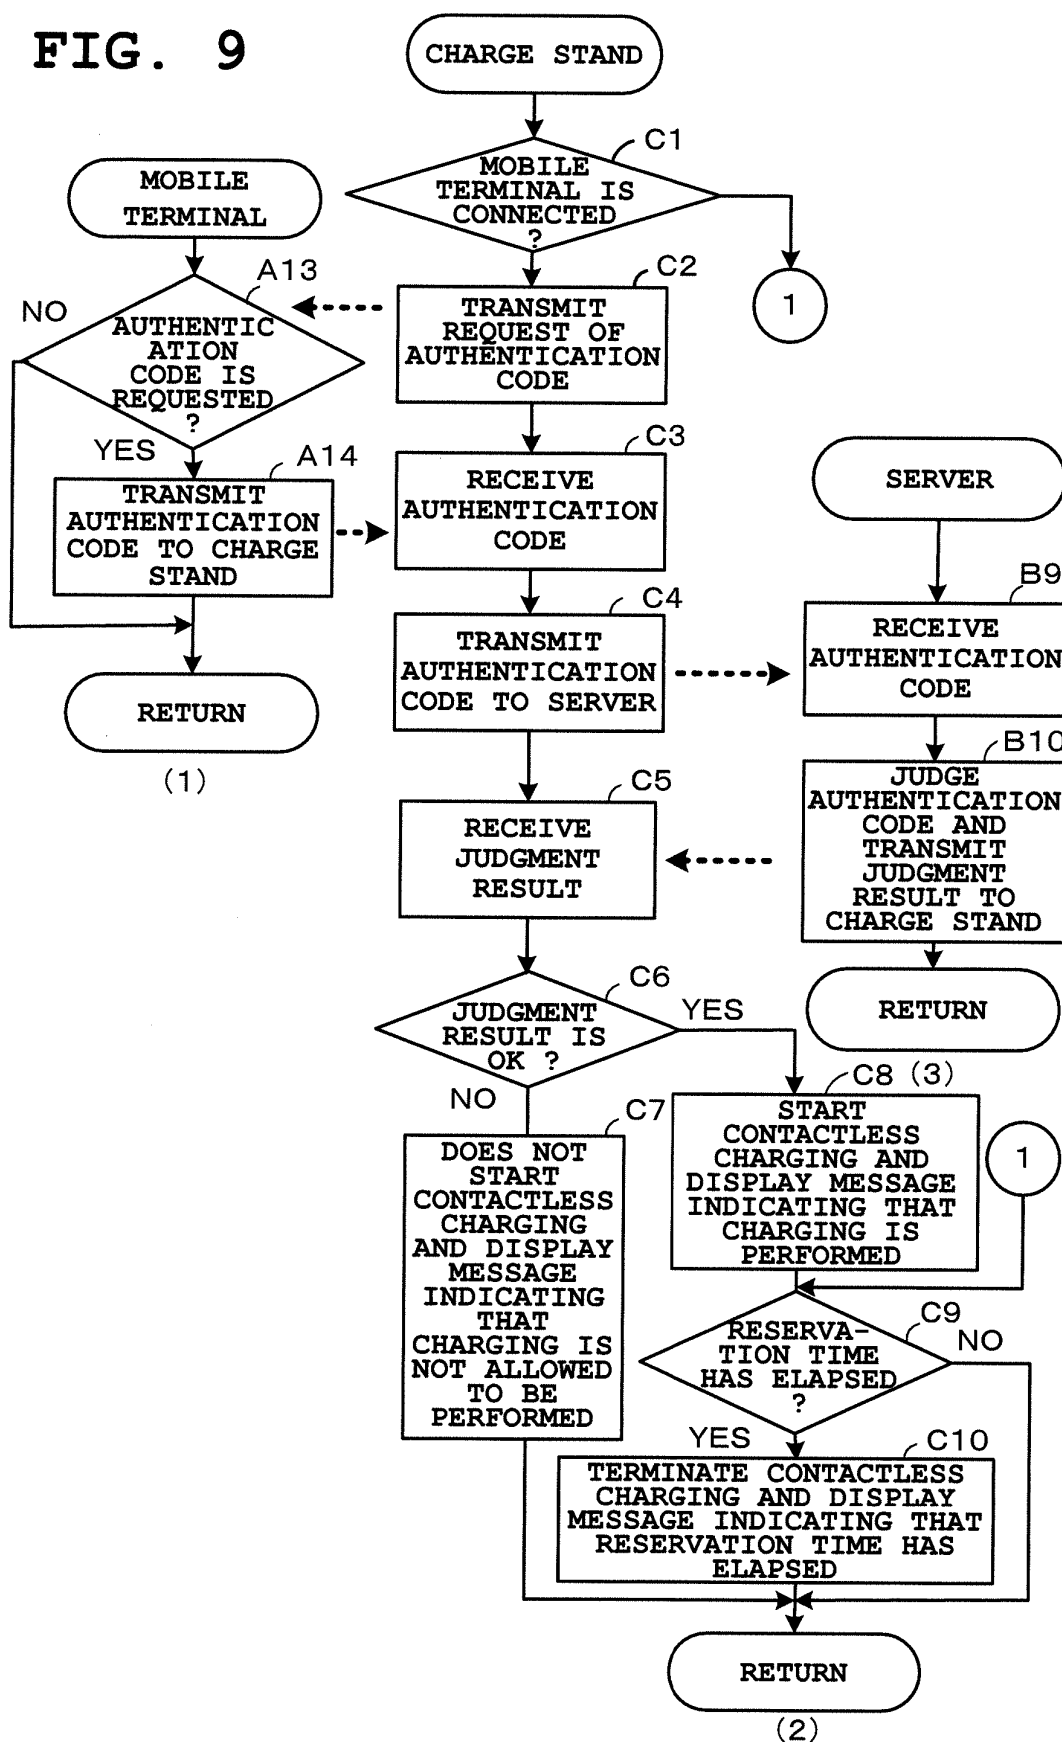 FIG. 9
CHARGE STAND
C1
MOBILE
TERMINAL IS
CONNECTED
?
1
MOBILE
TERMINAL
A13
NO
AUTHENTIC
ATION
CODE IS
REQUESTED
?
YES
A14
TRANSMIT
AUTHENTICATION
CODE TO CHARGE
STAND
RETURN
(1)
C2
TRANSMIT
REQUEST OF
AUTHENTICATION
CODE
C3
RECEIVE
AUTHENTICATION
CODE
C4
TRANSMIT
AUTHENTICATION
CODE TO SERVER
C5
RECEIVE
JUDGMENT
RESULT
SERVER
B9
RECEIVE
AUTHENTICATION
CODE
B10
JUDGE
AUTHENTICATION
CODE AND
TRANSMIT
JUDGMENT
RESULT TO
CHARGE STAND
RETURN
(3)
C6
JUDGMENT
RESULT IS
OK ?
YES
NO
C7
DOES NOT
START
CONTACTLESS
CHARGING
AND DISPLAY
MESSAGE
INDICATING
THAT
CHARGING IS
NOT ALLOWED
TO BE
PERFORMED
C8
START
CONTACTLESS
CHARGING AND
DISPLAY MESSAGE
INDICATING THAT
CHARGING IS
PERFORMED
1
C9
RESERVA-
TION TIME
HAS ELAPSED
?
NO
YES
C10
TERMINATE CONTACTLESS
CHARGING AND DISPLAY
MESSAGE INDICATING THAT
RESERVATION TIME HAS
ELAPSED
RETURN
(2)